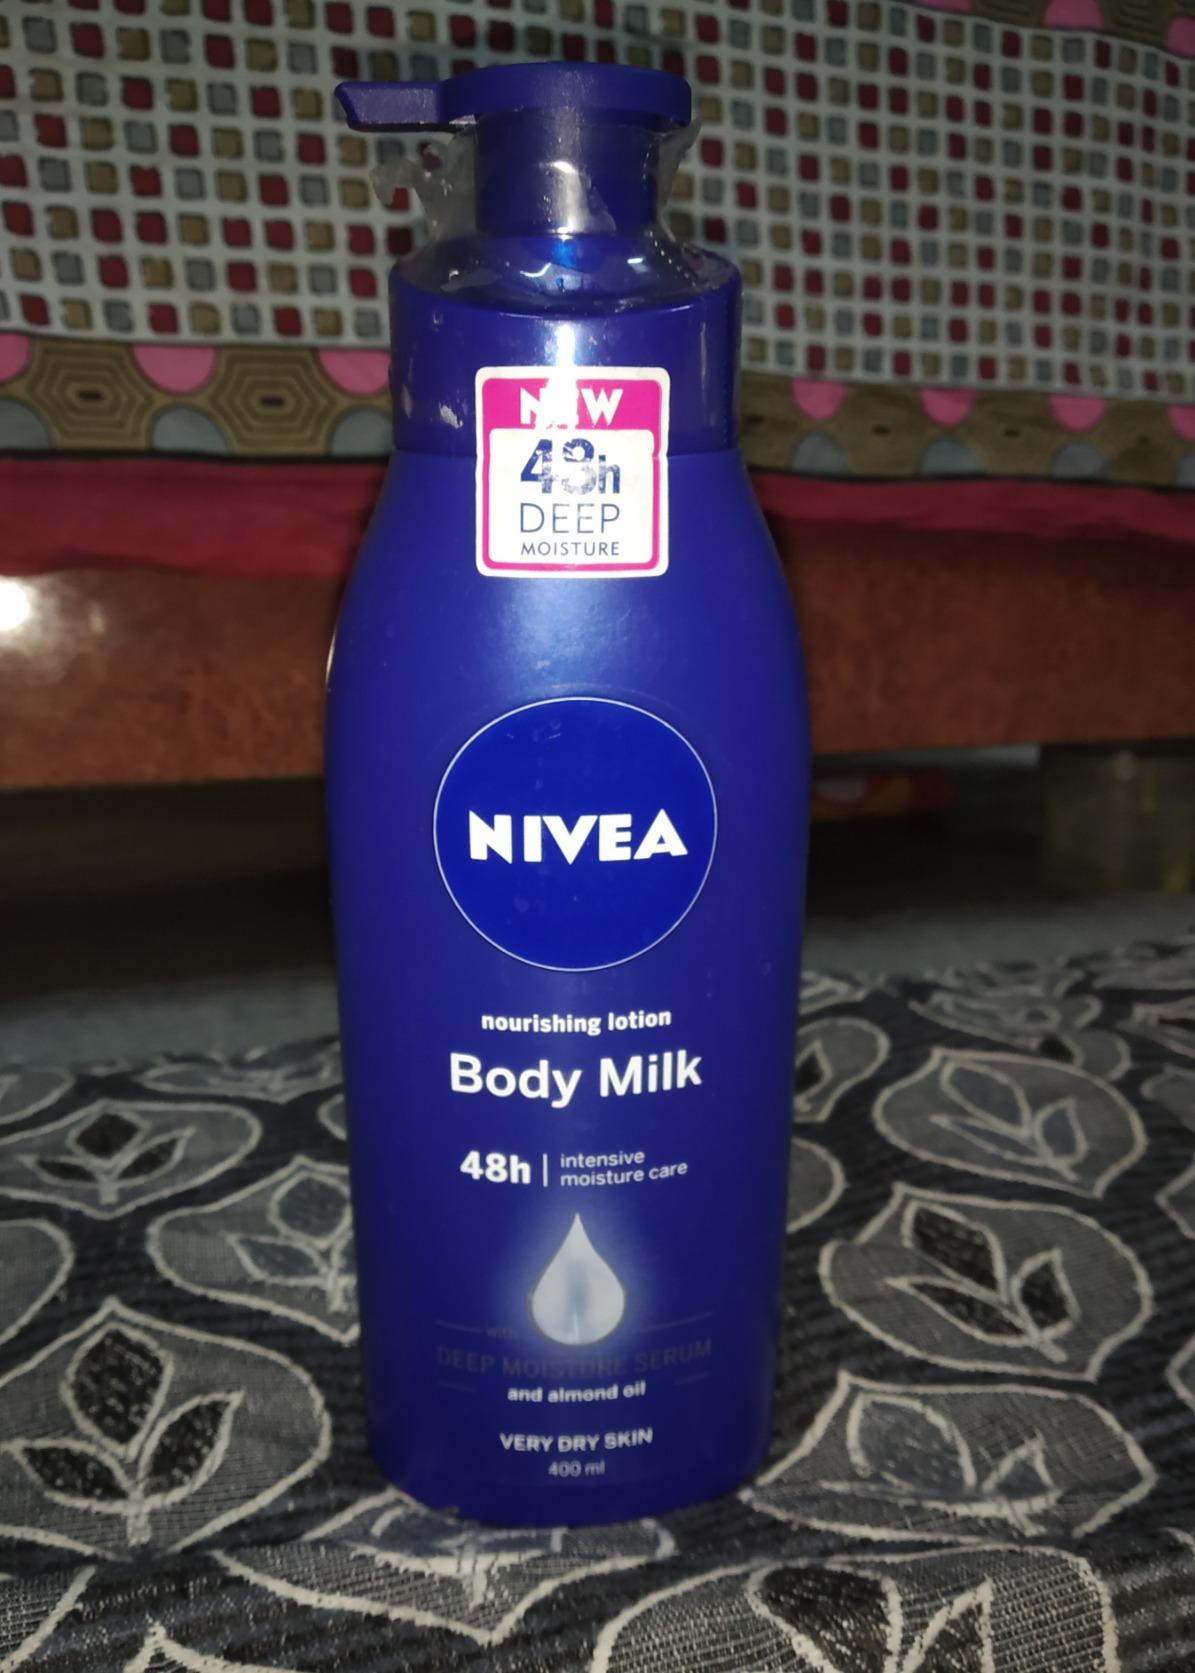 NEW
48h
DEEP
MOISTURE
NIVEA
nourishing lotion
Body Milk
48h | intensive
moisture care
with
DEEP MOISTURE SERUM
and almond oil
VERY DRY SKIN
400 ml